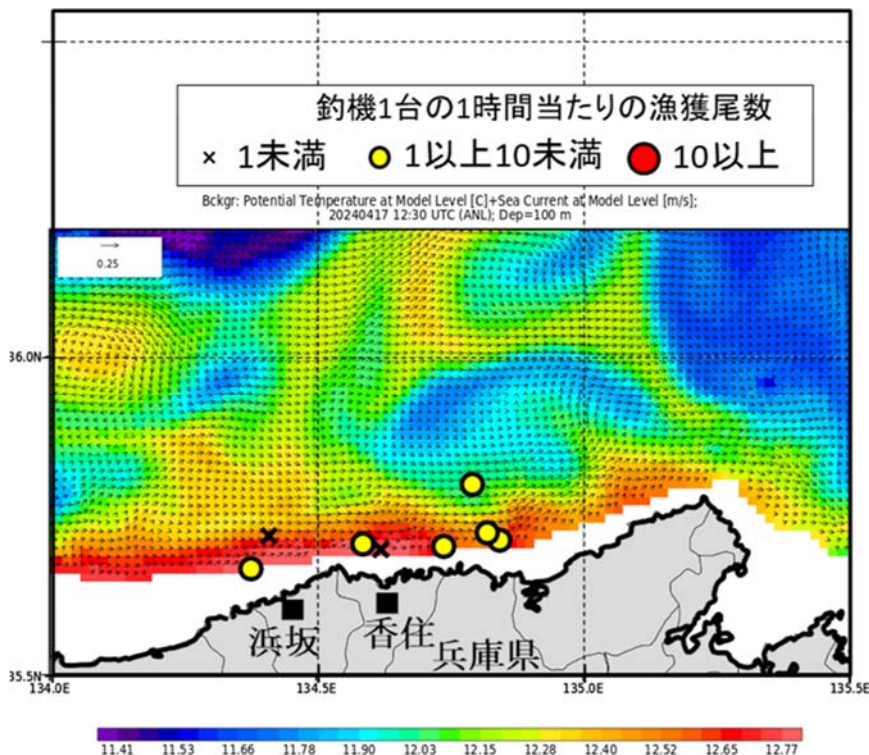 釣機1台の1時間当たりの漁獲尾数
× 1未満 1以上10未満 10以上
Bckgr: Potential Temperature at Model Level [C]+Sea Current at Model Level [m/s];
20240417 12:30 UTC (ANL); Dep=100 m
0.25
36.0N
浜坂
香住
兵庫県
35.5N
134.0E 134.5E 135.0E 135.5E
11.41 11.53 11.66 11.78 11.90 12.03 12.15 12.28 12.40 12.52 12.65 12.77